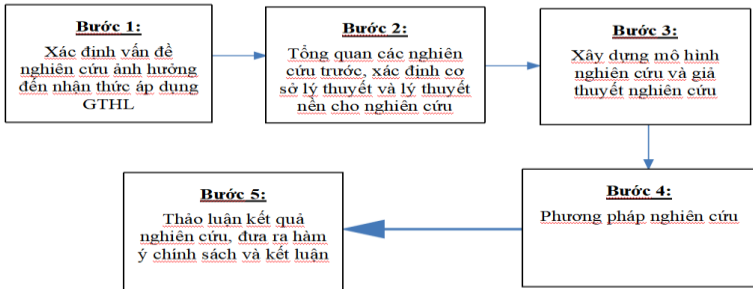 Bước 1:
Xác định vấn đề
nghiên cứu ảnh hưởng
đến nhận thức áp dụng
GTHL
Bước 2:
Tổng quan các nghiên
cứu trước, xác định cơ
sở lý thuyết và lý thuyết
nền cho nghiên cứu
Bước 3:
Xây dựng mô hình
nghiên cứu và giả
thuyết nghiên cứu
Bước 4:
Phương pháp nghiên cứu
Bước 5:
Thảo luận kết quả
nghiên cứu, đưa ra hàm
ý chính sách và kết luận